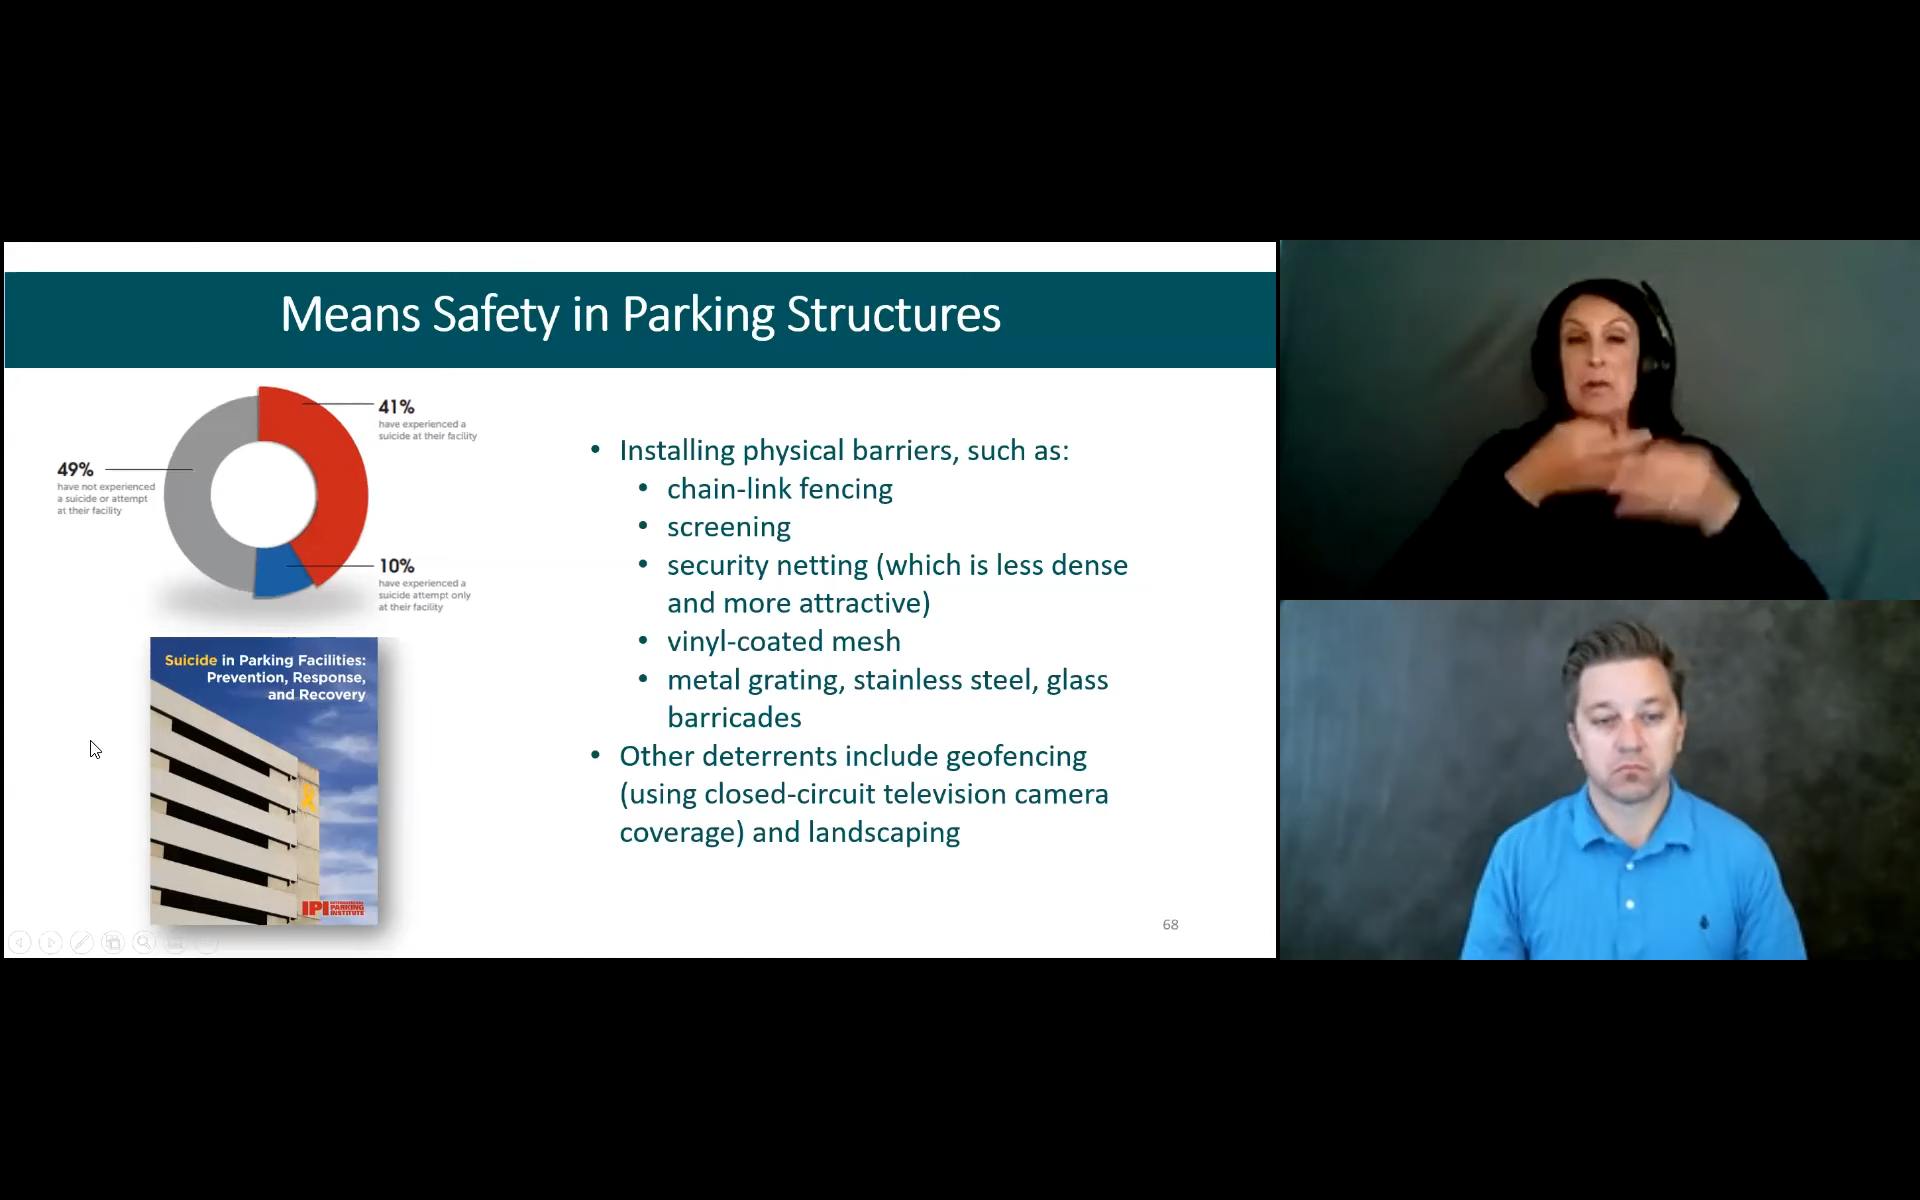 Means Safety in Parking Structures
41%
have experienced a
suicide at their facility
49%
have not experienced
a suicide or attempt
at their facility
10%
have experienced a
suicide attempt only
at their facility
Suicide in Parking Facilities:
Prevention, Response,
and Recovery
IPI INTERNATIONAL
PARKING
INSTITUTE
• Installing physical barriers, such as:
• chain-link fencing
• screening
• security netting (which is less dense
and more attractive)
• vinyl-coated mesh
• metal grating, stainless steel, glass
barricades
• Other deterrents include geofencing
(using closed-circuit television camera
coverage) and landscaping
68